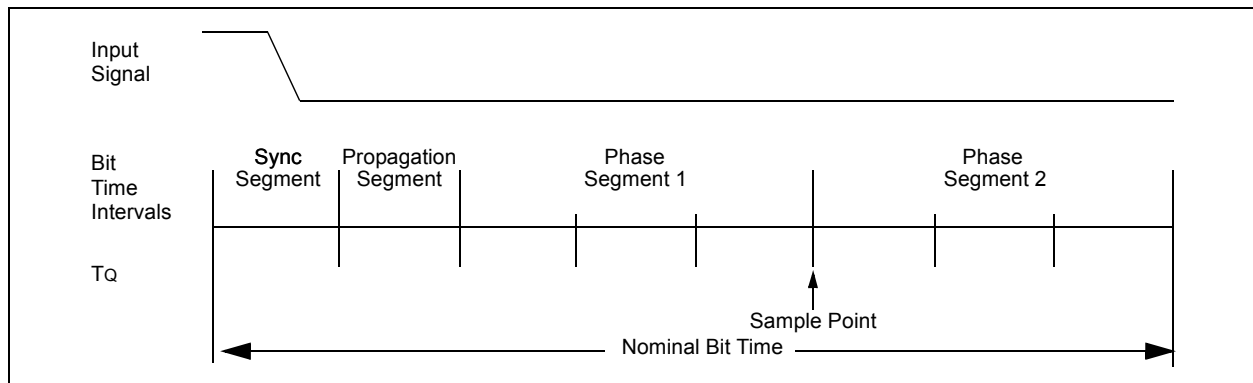 Input
Signal
Bit
Time
Intervals
Sync
Segment
Propagation
Segment
Phase
Segment 1
Phase
Segment 2
TQ
Sample Point
Nominal Bit Time